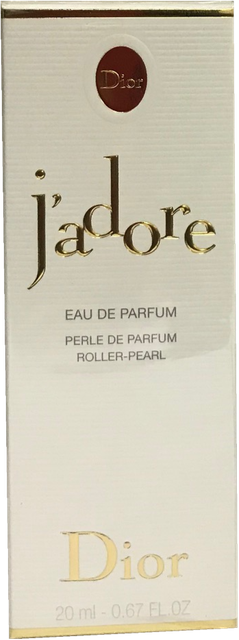 Dior
j'adore
EAU DE PARFUM
PERLE DE PARFUM
ROLLER-PEARL
Dior
20 ml - 0.67 FL.OZ